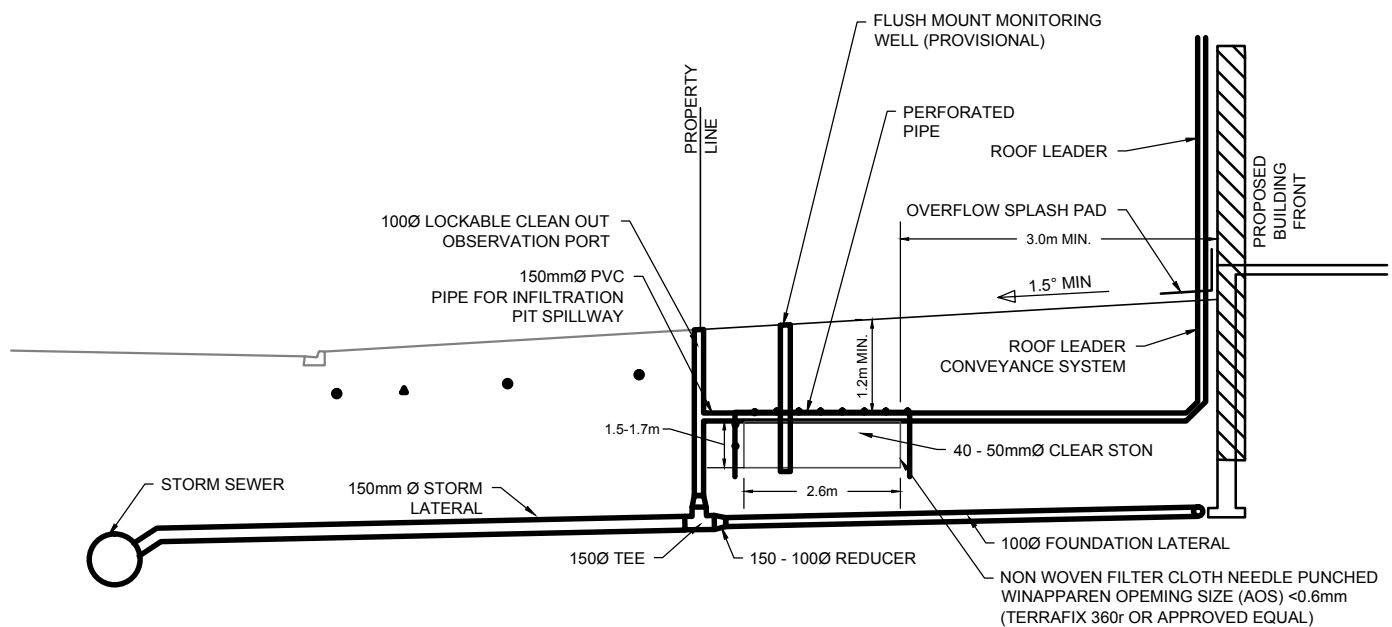 FLUSH MOUNT MONITORING
WELL (PROVISIONAL)
PROPERTY
LINE
PERFORATED
PIPE
ROOF LEADER
PROPOSED
BUILDING
FRONT
100Ø LOCKABLE CLEAN OUT
OBSERVATION PORT
OVERFLOW SPLASH PAD
3.0m MIN.
150mmØ PVC
PIPE FOR INFILTRATION
PIT SPILLWAY
1.5° MIN
1.2m MIN.
ROOF LEADER
CONVEYANCE SYSTEM
1.5-1.7m
40 - 50mmØ CLEAR STON
STORM SEWER
150mm Ø STORM
LATERAL
2.6m
150Ø TEE
150 - 100Ø REDUCER
100Ø FOUNDATION LATERAL
NON WOVEN FILTER CLOTH NEEDLE PUNCHED
WINAPPAREN OPEMING SIZE (AOS) <0.6mm
(TERRAFIX 360r OR APPROVED EQUAL)